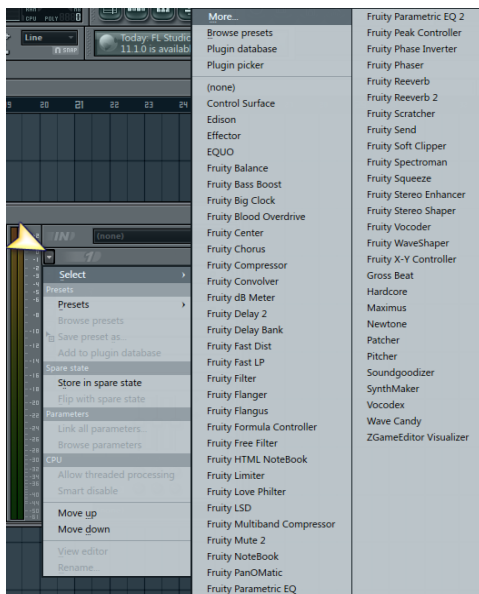 CPU POLY
Line
STEP
Today: FL Studio
11.1.0 is availabl
20 21 22 23 24
IN
(none)
1
Select
Presets
Presets
Browse presets
Save preset as...
Add to plugin database
Spare state
Store in spare state
Flip with spare state
Parameters
Link all parameters...
Browse parameters
CPU
Allow threaded processing
Smart disable
Move up
Move down
View editor
Rename...
More...
Browse presets
Plugin database
Plugin picker
(none)
Control Surface
Edison
Effector
EQUO
Fruity Balance
Fruity Bass Boost
Fruity Big Clock
Fruity Blood Overdrive
Fruity Center
Fruity Chorus
Fruity Compressor
Fruity Convolver
Fruity dB Meter
Fruity Delay 2
Fruity Delay Bank
Fruity Fast Dist
Fruity Fast LP
Fruity Filter
Fruity Flanger
Fruity Flangus
Fruity Formula Controller
Fruity Free Filter
Fruity HTML NoteBook
Fruity Limiter
Fruity Love Philter
Fruity LSD
Fruity Multiband Compressor
Fruity Mute 2
Fruity NoteBook
Fruity PanOMatic
Fruity Parametric EQ
Fruity Parametric EQ 2
Fruity Peak Controller
Fruity Phase Inverter
Fruity Phaser
Fruity Reeverb
Fruity Reeverb 2
Fruity Scratcher
Fruity Send
Fruity Soft Clipper
Fruity Spectroman
Fruity Squeeze
Fruity Stereo Enhancer
Fruity Stereo Shaper
Fruity Vocoder
Fruity WaveShaper
Fruity X-Y Controller
Gross Beat
Hardcore
Maximus
Newtone
Patcher
Pitcher
Soundgoodizer
SynthMaker
Vocodex
Wave Candy
ZGameEditor Visualizer